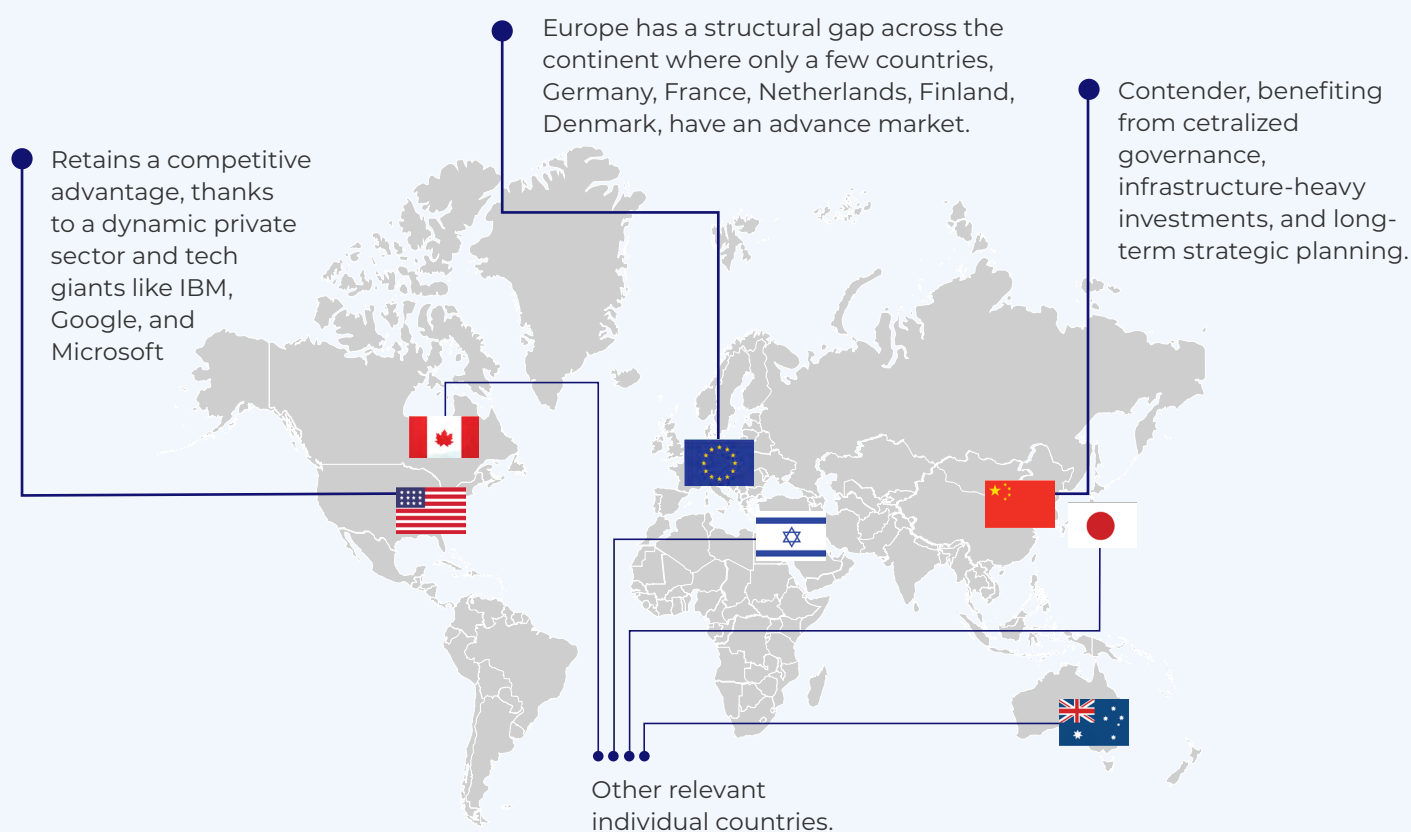 Europe has a structural gap across the
continent where only a few countries,
Germany, France, Netherlands, Finland,
Denmark, have an advance market.
Contender, benefiting
from cetralized
governance,
infrastructure-heavy
investments, and long-
term strategic planning.
Retains a competitive
advantage, thanks
to a dynamic private
sector and tech
giants like IBM,
Google, and
Microsoft
Other relevant
individual countries.